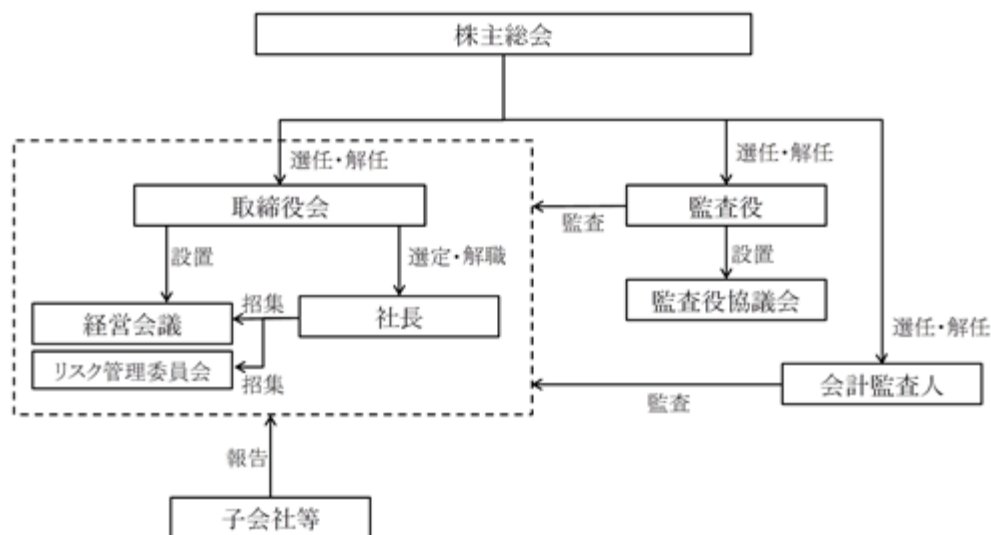 株主総会
選任・解任
選任・解任
取締役会
監査役
監査
設置
選定・解職
設置
招集
社長
監査役協議会
経営会議
選任・解任
リスク管理委員会
招集
会計監査人
監査
報告
子会社等